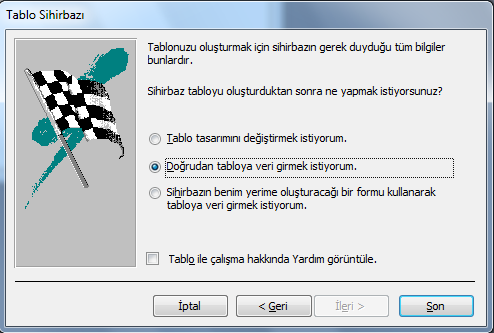 Tablo Sihirbazı
Tablonuzu oluşturmak için sihirbazın gerek duyduğu tüm bilgiler
bunlardır.
Sihirbaz tabloyu oluşturduktan sonra ne yapmak istiyorsunuz?
Tablo tasarımını değiştirmek istiyorum.
Doğrudan tabloya veri girmek istiyorum.
Sihirbazın benim yerime oluşturacağı bir formu kullanarak
tabloya veri girmek istiyorum.
Tablo ile çalışma hakkında Yardım görüntüle.
İptal
< Geri
İleri >
Son